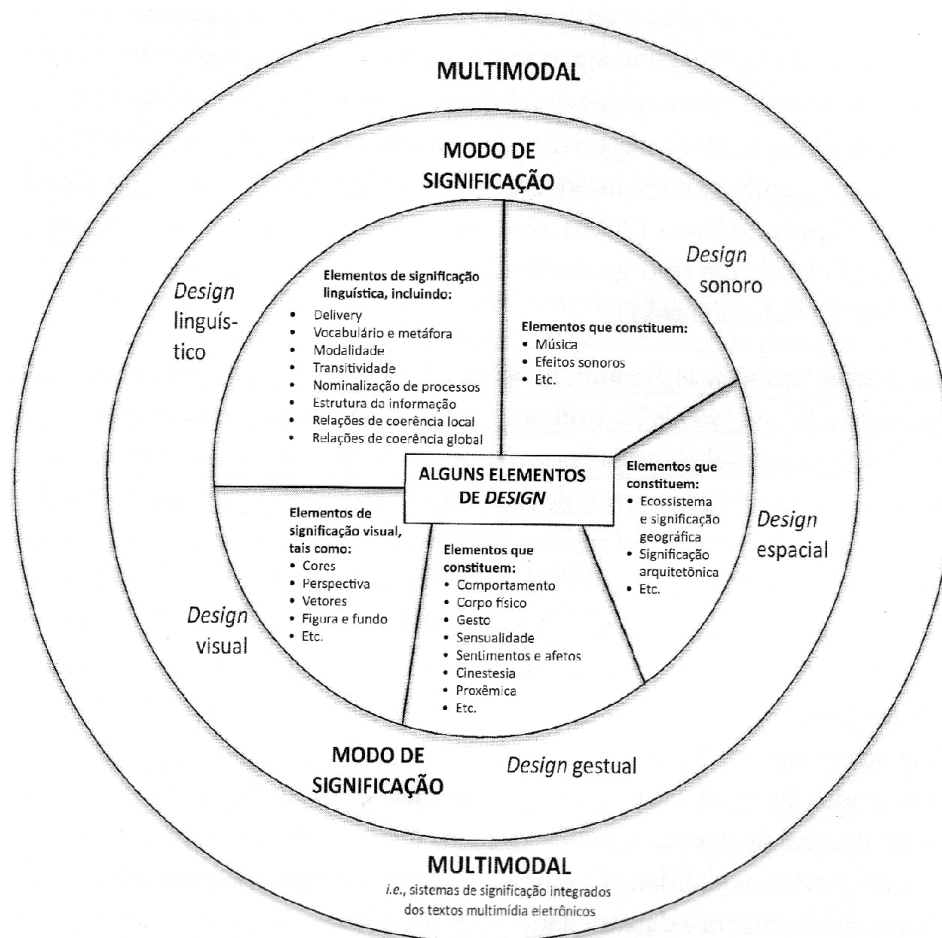 MULTIMODAL
MODO DE
SIGNIFICAÇÃO
Design
linguís-
tico
Elementos de significação
linguística, incluindo:
• Delivery
• Vocabulário e metáfora
• Modalidade
• Transitividade
• Nominalização de processos
• Estrutura da informação
• Relações de coerência local
• Relações de coerência global
Design
sonoro
Elementos que constituem:
• Música
• Efeitos sonoros
• Etc.
ALGUNS ELEMENTOS
DE DESIGN
Elementos que
constituem:
• Ecossistema
e significação
geográfica
• Significação
arquitetônica
• Etc.
Design
espacial
Elementos de
significação visual,
tais como:
• Cores
• Perspectiva
• Vetores
• Figura e fundo
• Etc.
Design
visual
Elementos que
constituem:
• Comportamento
• Corpo físico
• Gesto
• Sensualidade
• Sentimentos e afetos
• Cinestesia
• Proxêmica
• Etc.
MODO DE
SIGNIFICAÇÃO
Design gestual
MULTIMODAL
i.e., sistemas de significação integrados
dos textos multimídia eletrônicos